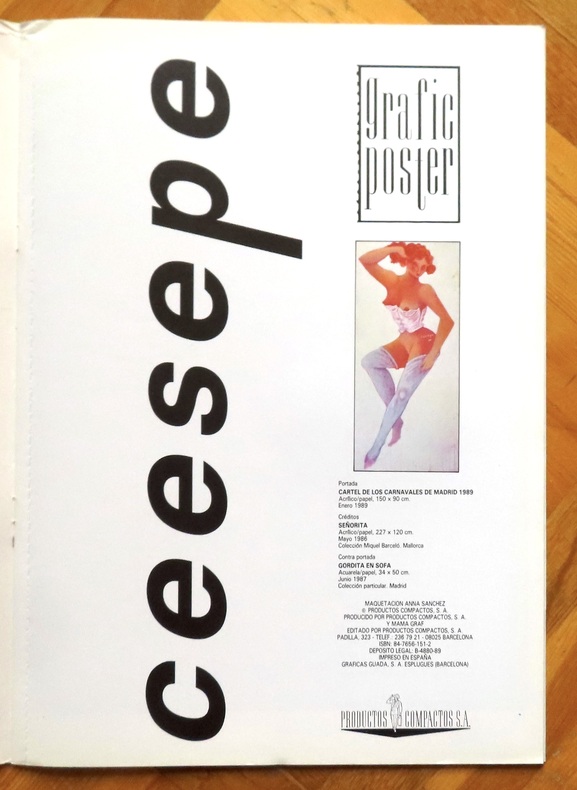 ceesepe
grafic
poster
Portada
CARTEL DE LOS CARNAVALES DE MADRID 1989
Acrílico/papel, 150 x 90 cm.
Enero 1989
Créditos
SEÑORITA
Acrílico/papel, 227 x 120 cm.
Mayo 1986
Colección Miquel Barceló. Mallorca
Contra portada
GORDITA EN SOFA
Acuarela/papel, 34 x 50 cm.
Junio 1987
Colección particular. Madrid
MAQUETACION ANNA SANCHEZ
© PRODUCTOS COMPACTOS, S. A.
PRODUCIDO POR PRODUCTOS COMPACTOS, S. A.
Y MAMA GRAF
EDITADO POR PRODUCTOS COMPACTOS, S. A.
PADILLA, 323 - TELEF.: 236 79 21 - 08025 BARCELONA
ISBN: 84-7656-151-2
DEPOSITO LEGAL: B-4880-89
IMPRESO EN ESPAÑA
GRAFICAS GUADA, S. A. ESPLUGUES (BARCELONA)
PRODUCTOS COMPACTOS S.A.